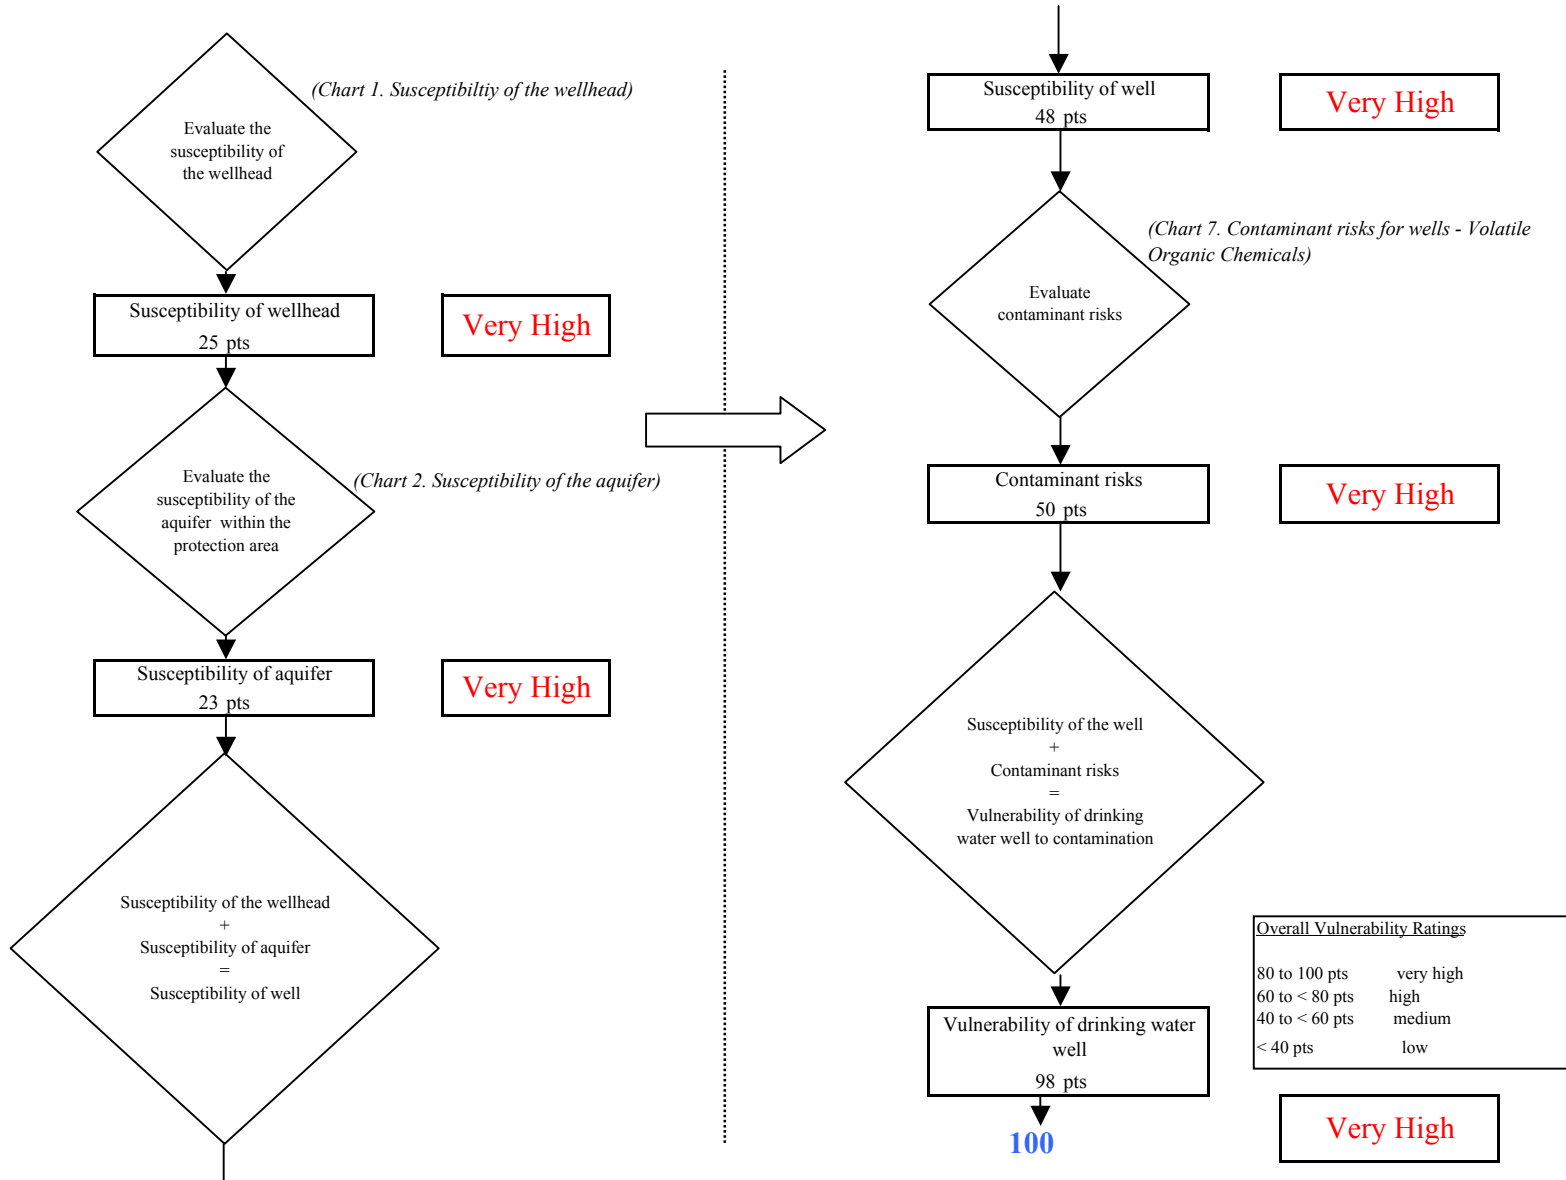 (Chart 1. Susceptibiltiy of the wellhead)
Evaluate the
susceptibility of
the wellhead
Susceptibility of wellhead
25 pts
Very High
(Chart 2. Susceptibility of the aquifer)
Evaluate the
susceptibility of the
aquifer within the
protection area
Susceptibility of aquifer
23 pts
Very High
Susceptibility of the wellhead
+
Susceptibility of aquifer
=
Susceptibility of well
Susceptibility of well
48 pts
Very High
(Chart 7. Contaminant risks for wells - Volatile
Organic Chemicals)
Evaluate
contaminant risks
Contaminant risks
50 pts
Very High
Susceptibility of the well
+
Contaminant risks
=
Vulnerability of drinking
water well to contamination
Overall Vulnerability Ratings
80 to 100 pts very high
60 to < 80 pts high
40 to < 60 pts medium
< 40 pts low
Vulnerability of drinking water
well
98 pts
100
Very High